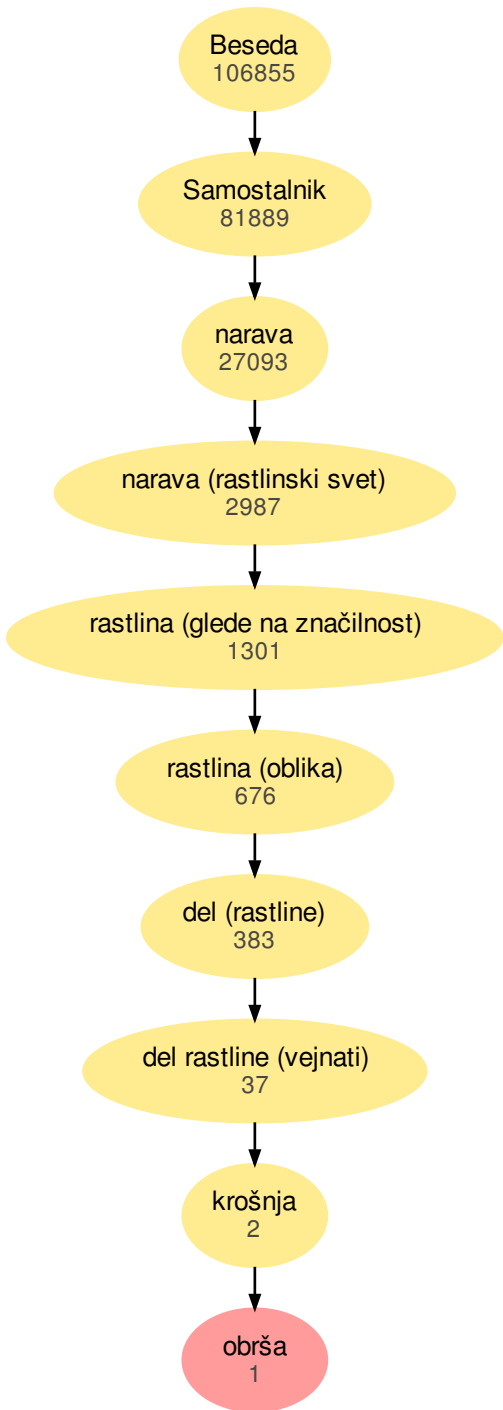 Beseda
106855
Samostalnik
81889
narava
27093
narava (rastlinski svet)
2987
rastlina (glede na značilnost)
1301
rastlina (oblika)
676
del (rastline)
383
del rastline (vejnati)
37
krošnja
2
obrša
1